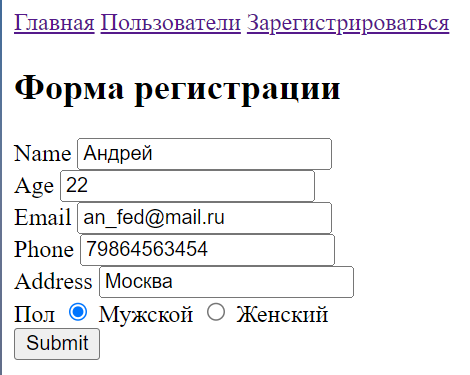 Главная Пользователи Зарегистрироваться
Форма регистрации
Name Андрей
Age 22
Email an_fed@mail.ru
Phone 79864563454
Address Москва
Пол Мужской Женский
Submit